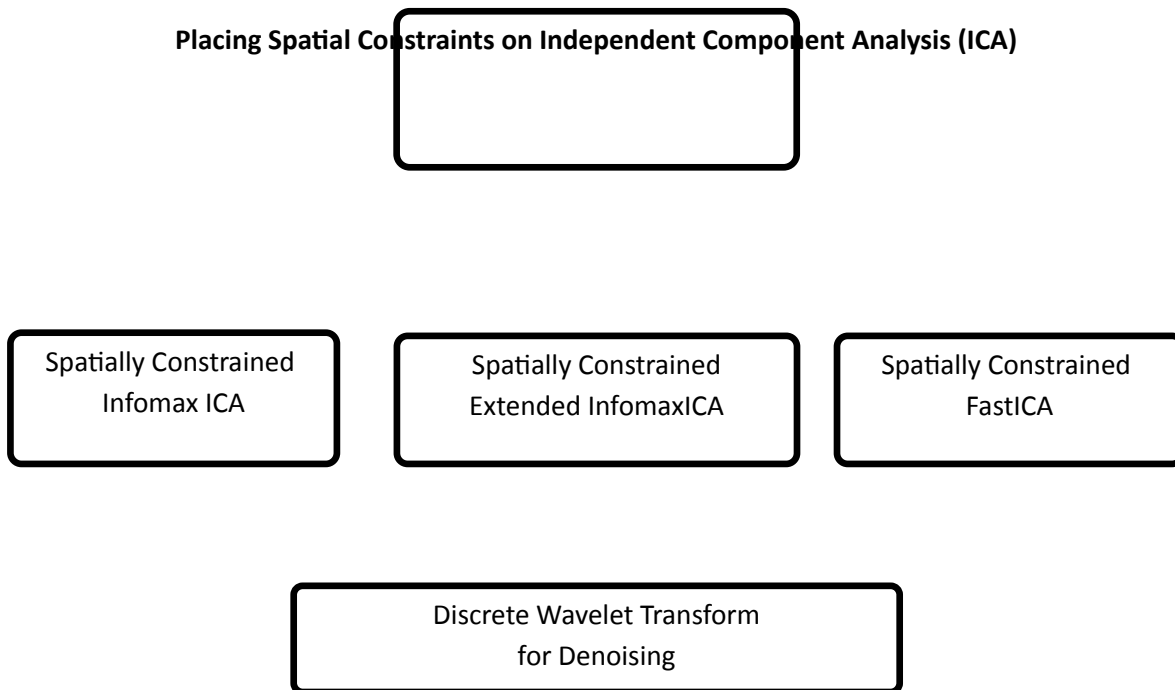 Placing Spatial Constraints on Independent Component Analysis (ICA)
Spatially Constrained
Infomax ICA
Spatially Constrained
Extended InfomaxICA
Spatially Constrained
FastICA
Discrete Wavelet Transform
for Denoising